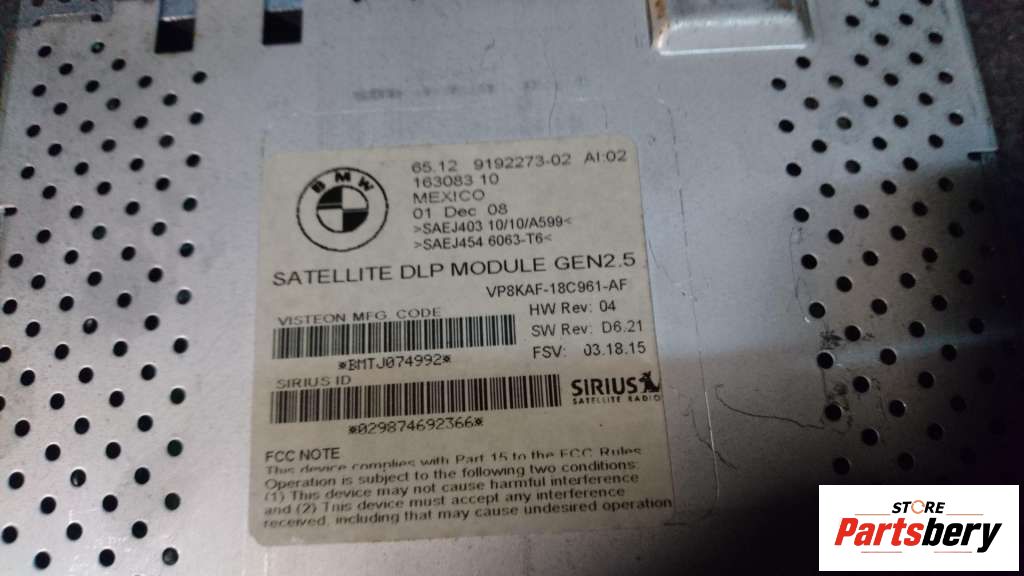 BMW
65.12 9192273-02 AI:02
163083 10
MEXICO
01 Dec 08
>SAEJ403 10/10/A599<
>SAEJ454 6063-T6<
SATELLITE DLP MODULE GEN2.5
VP8KAF-18C961-AF
VISTEON MFG. CODE
HW Rev: 04
SW Rev: D6.21
FSV: 03.18.15
*BMTJ074992*
SIRIUS ID
SIRIUS
SATELLITE RADIO
*029874692366*
FCC NOTE
This device complies with Part 15 to the FCC Rules
Operation is subject to the following two conditions:
(1) This device may not cause harmful interference
and (2) This device must accept any interference
received, including that may cause undesired operation
STORE
Partsbery